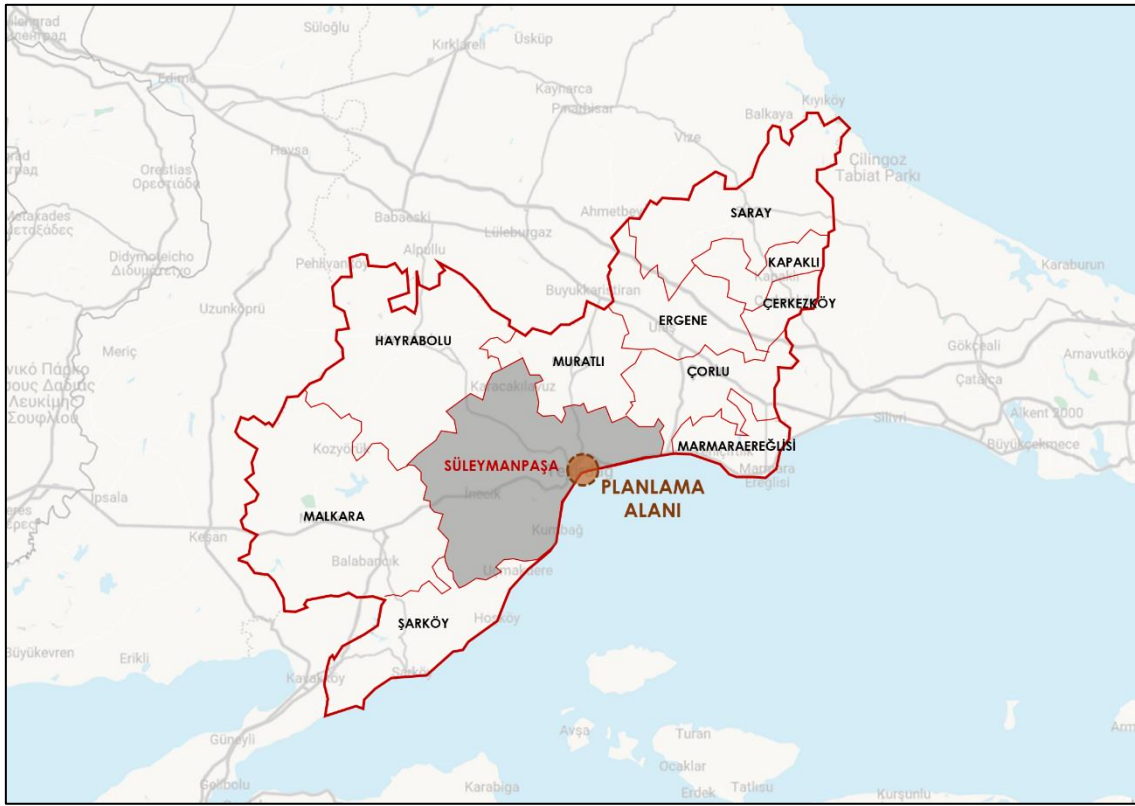 Süloğlu
Üsküp
Kırklareli
Kıyıköy
Edirne
Kaynarca
Pınarhisar
Balkaya
Vize
Havsa
Çilingoz
Tabiat Parkı
Orestias
Ορεστιάδα
Babaeski
Ahmetbey
SARAY
Lüleburgaz
Alpullu
Didymoteicho
Διδυμότειχο
Pehlivanköy
KAPAKLI
Kapaklı
Karaburun
Büyükkarıştıran
ÇERKEZKÖY
Uzunköprü
ERGENE
HAYRABOLU
Gökçeali
Meriç
MURATLI
ÇORLU
Arnavutköy
Karacakılavuz
Çatalca
Silivri
Alkent 2000
Kozyörük
MARMARAEREĞLİSİ
Büyükçekmece
SÜLEYMANPAŞA
Marmara
Ereğlisi
PLANLAMA
ALANI
İpsala
İnecik
MALKARA
Kumbağ
Keşan
Balabancık
Uçmakdere
ŞARKÖY
Hoşköy
Büyükevren
Erikli
Şarköy
Kavakköy
Avşa
Turan
Güneyli
Ocaklar
Gelibolu
Karabiga
Erdek
Tatlısu
Kurşunlu